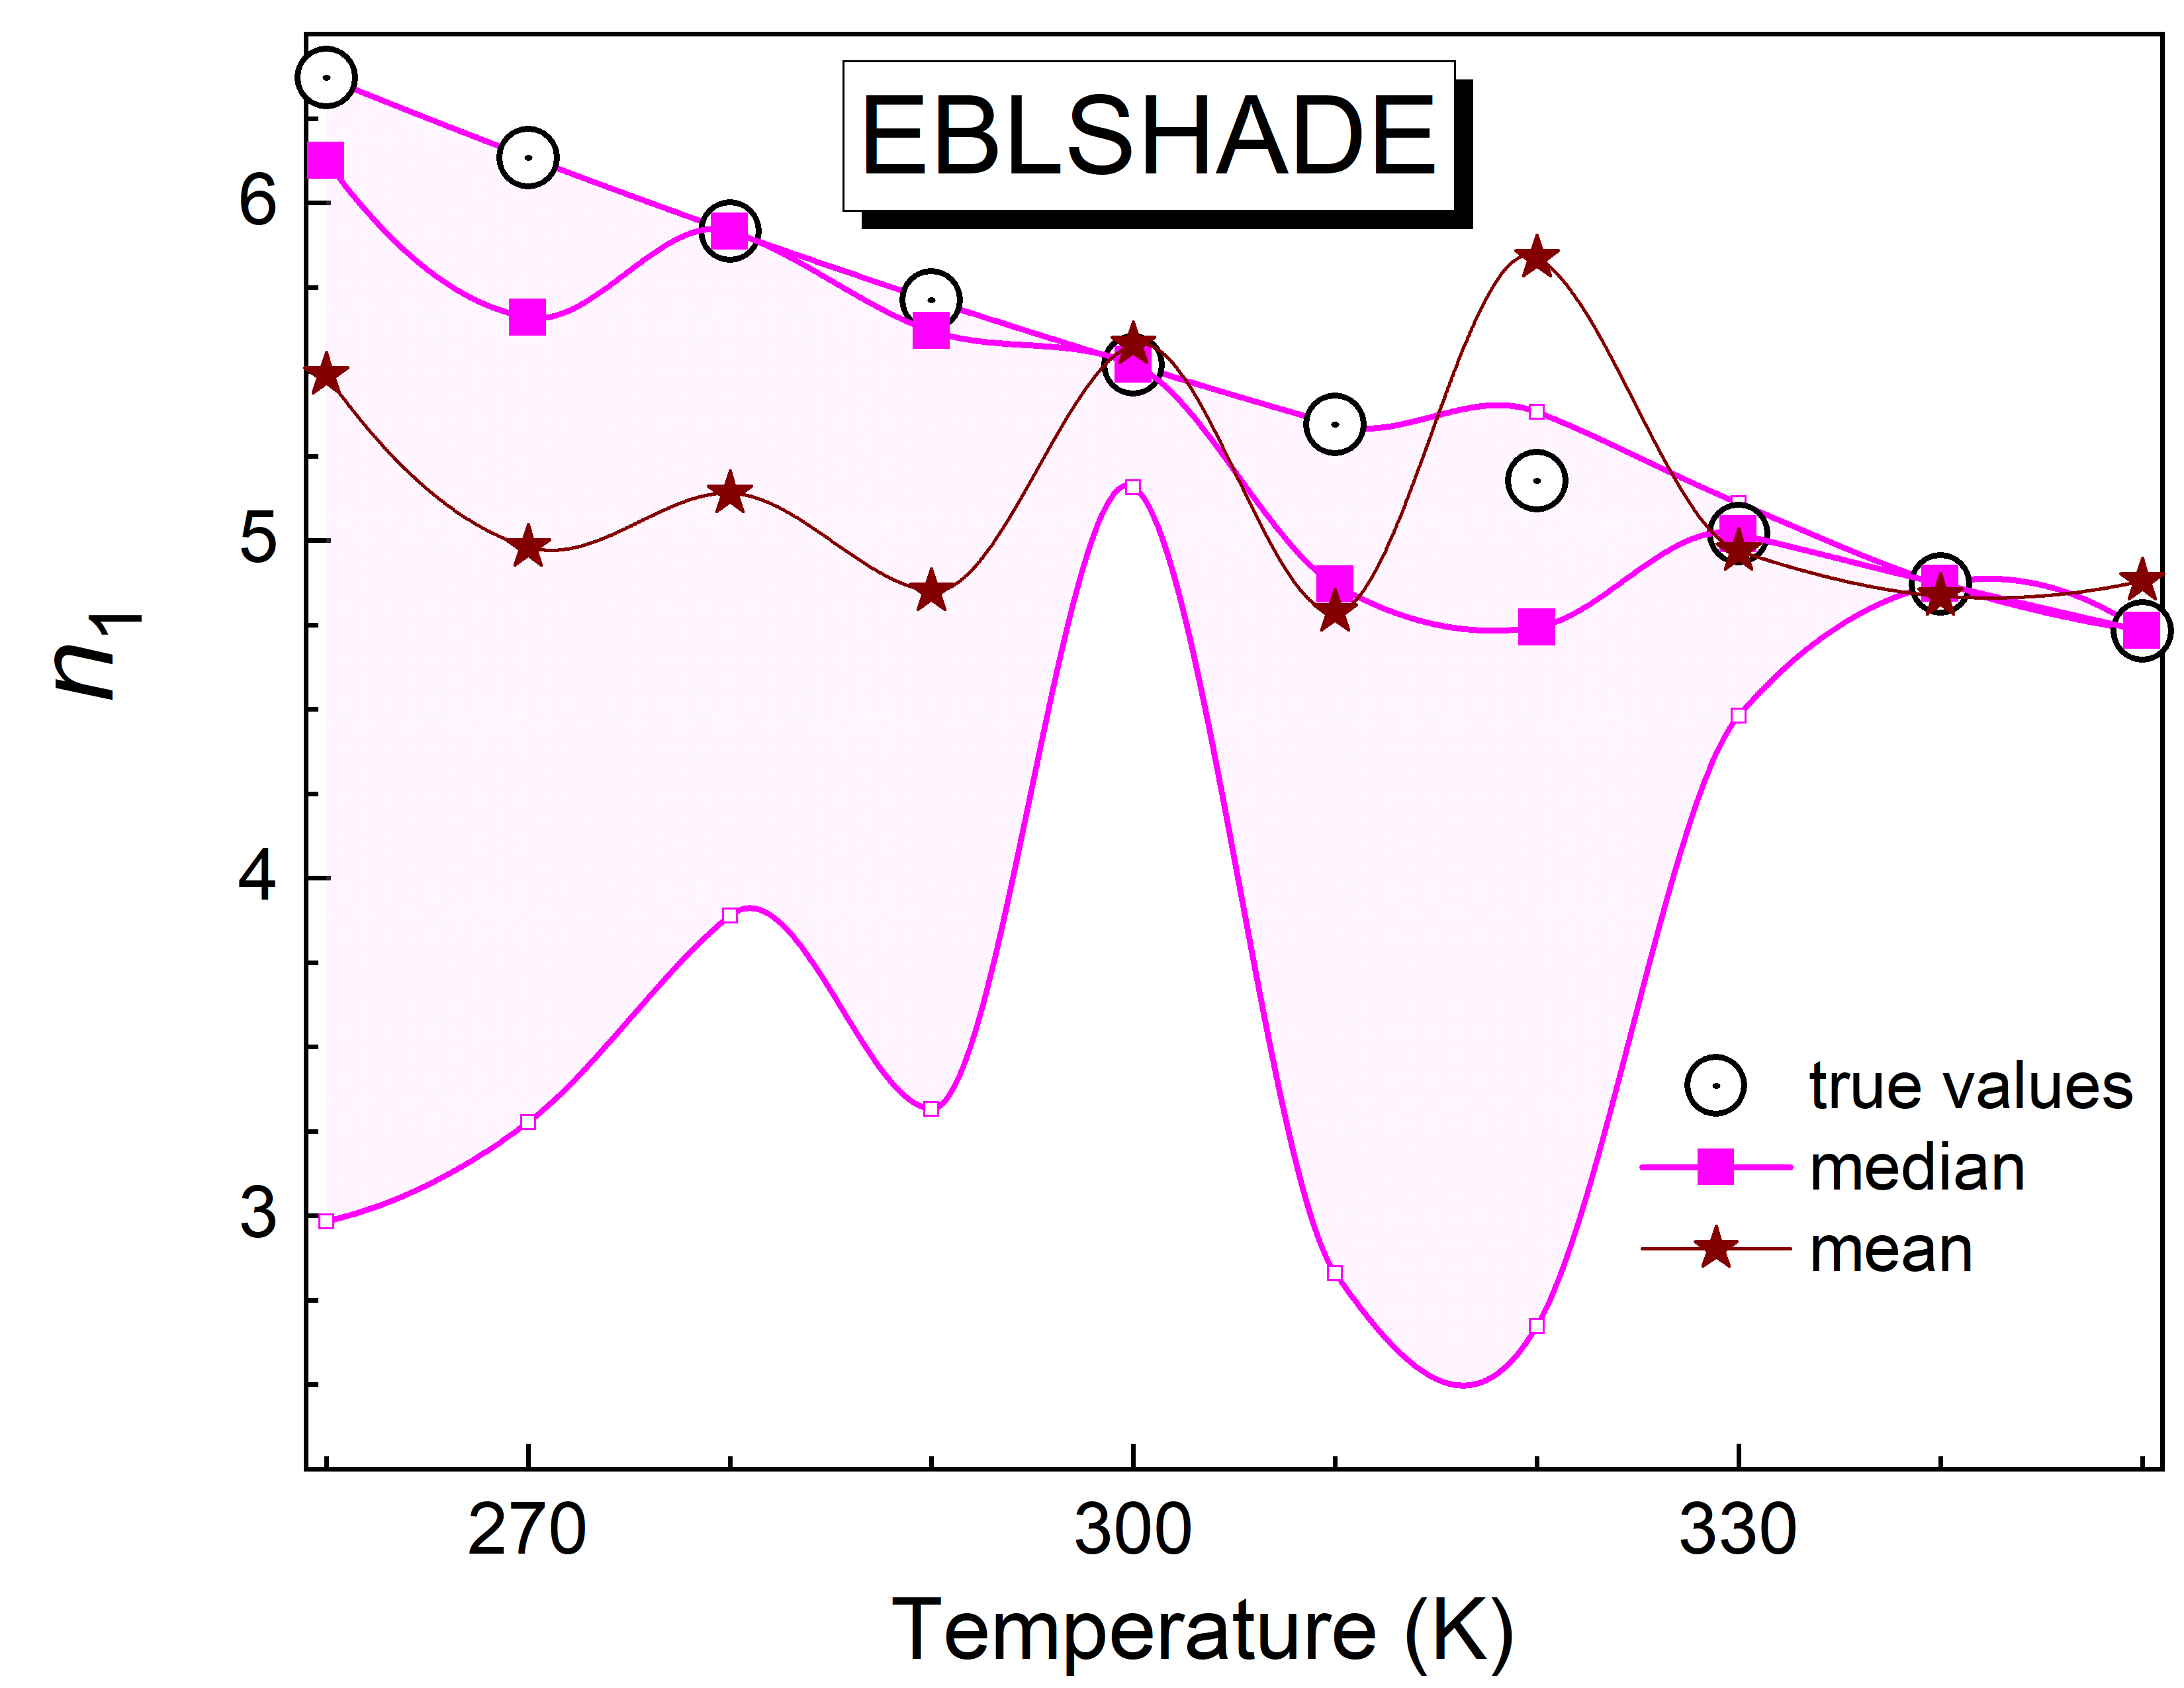 EBLSHADE
6
5
4
3
n1
true values
median
mean
270
300
330
Temperature (K)